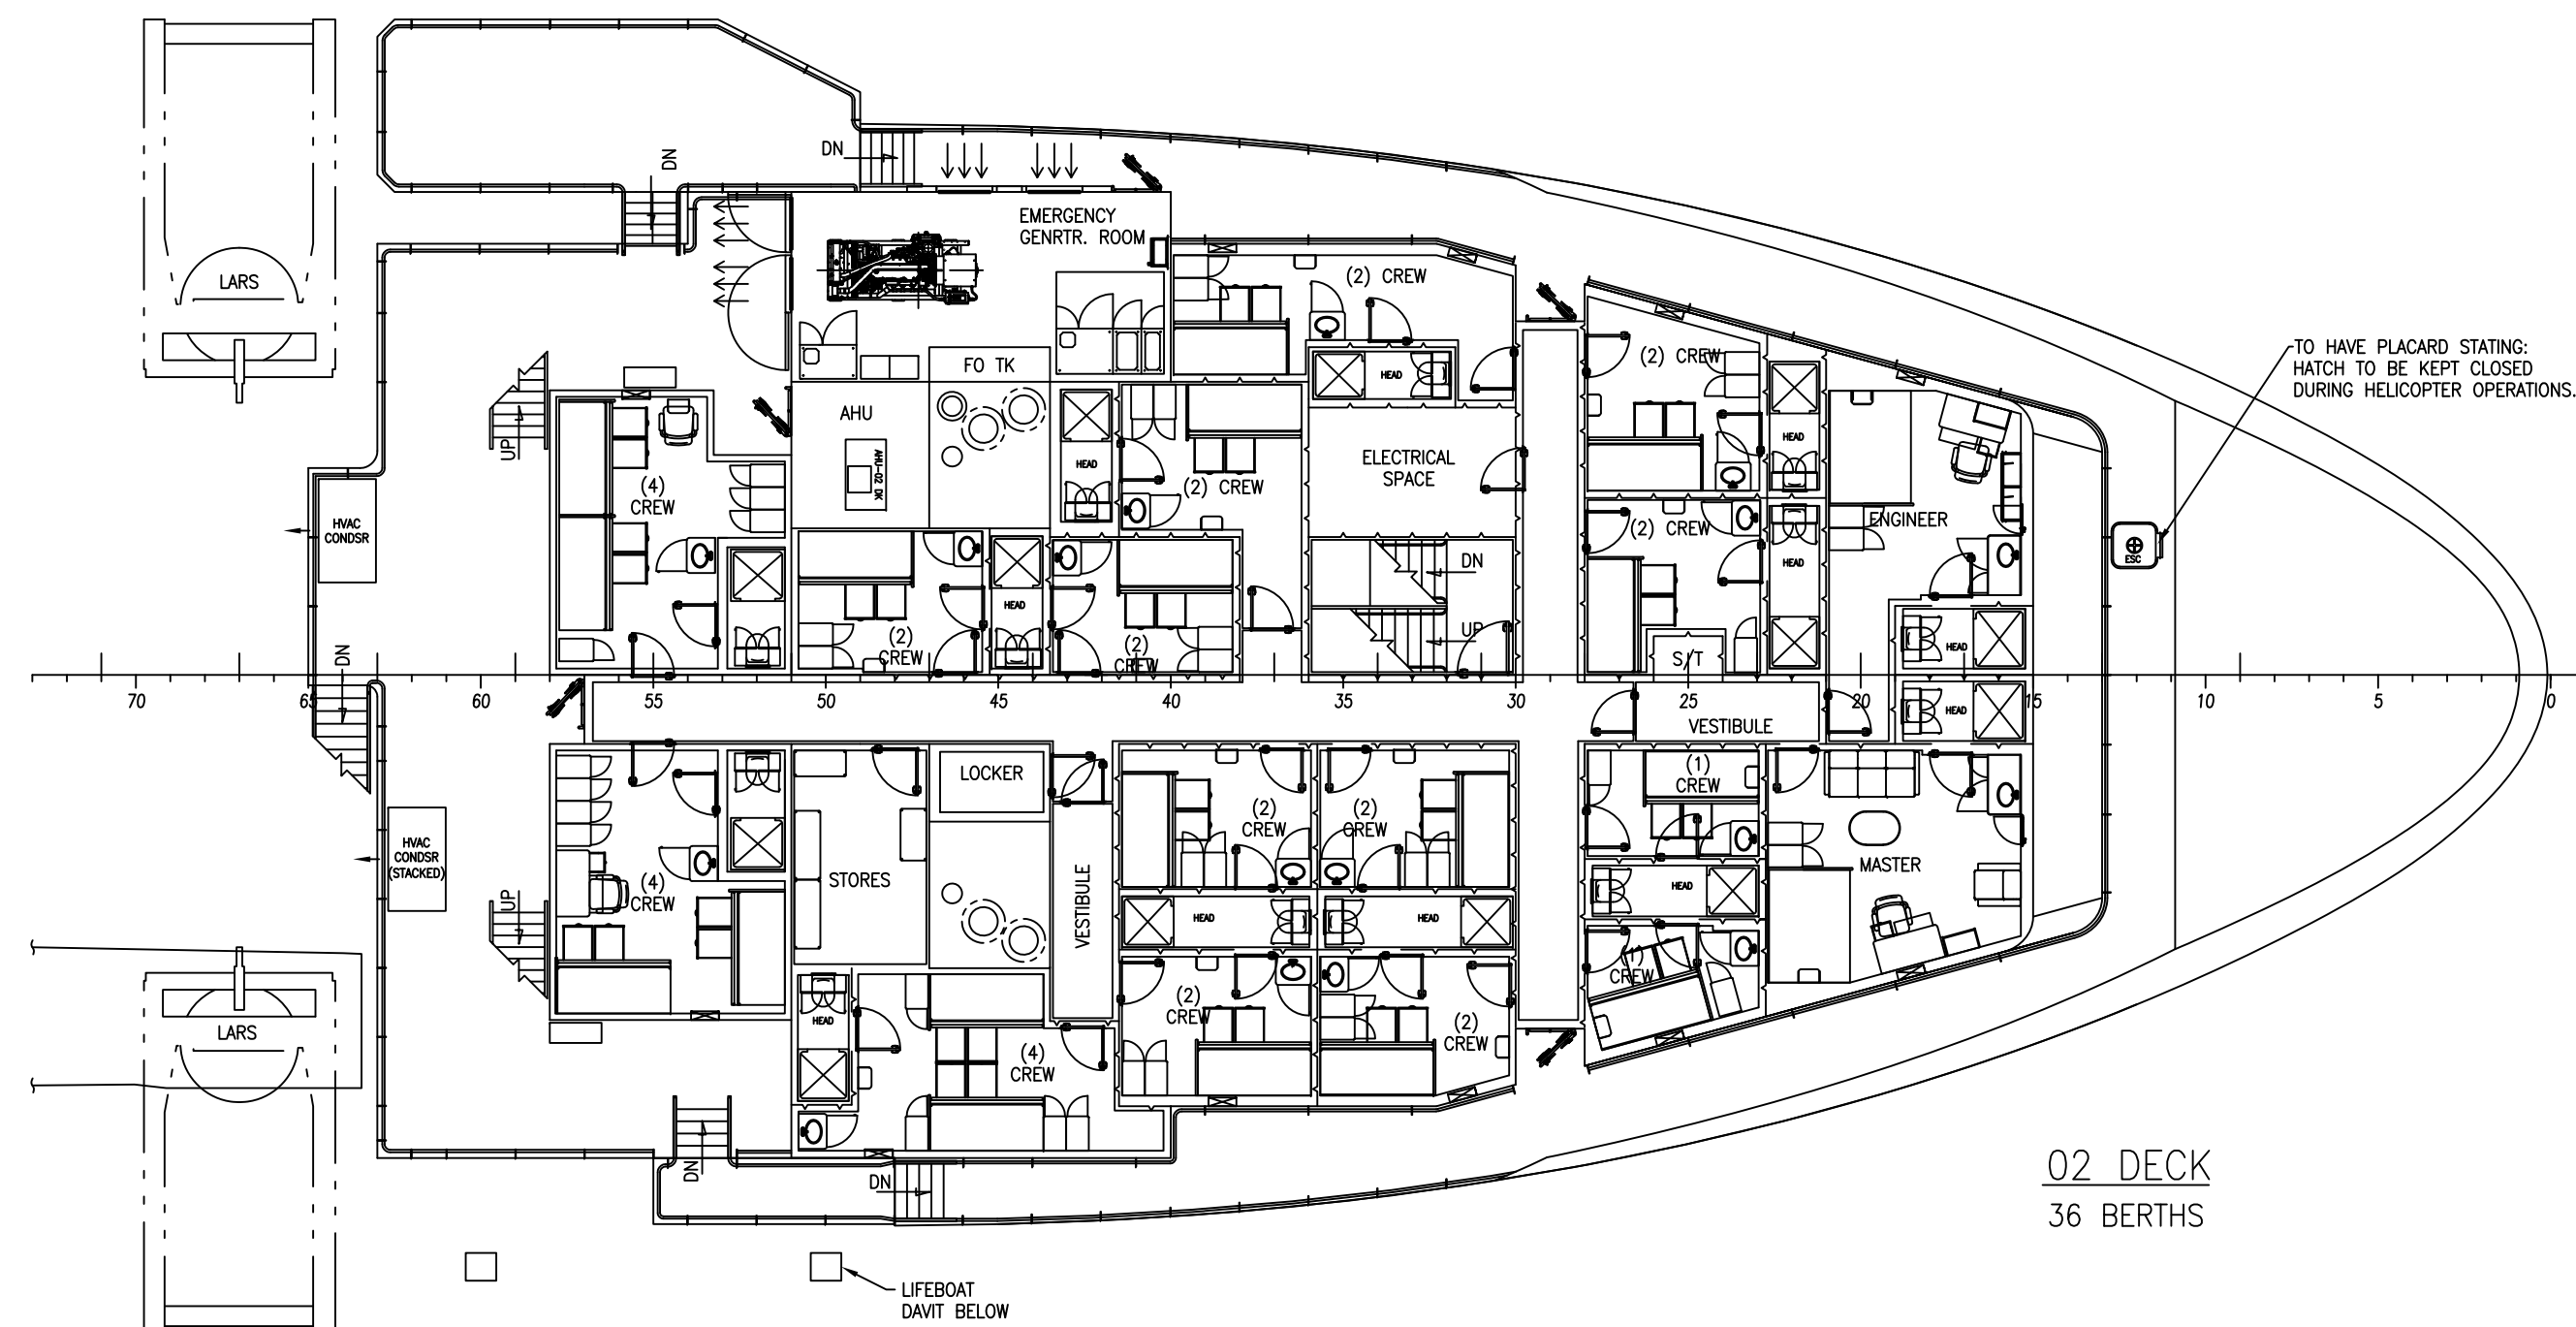 DN
DN
EMERGENCY
GENRTR. ROOM
(2) CREW
LARS
(2) CREW
TO HAVE PLACARD STATING:
HATCH TO BE KEPT CLOSED
DURING HELICOPTER OPERATIONS.
FO TK
HEAD
AHU
AHU-02 DK
UP
HEAD
HEAD
ELECTRICAL
SPACE
(4)
CREW
(2) CREW
HVAC
CONDSR
(2) CREW
ENGINEER
ESC
DN
HEAD
HEAD
UP
(2)
CREW
(2)
CREW
S/T
HEAD
DN
70
65
60
55
50
45
40
35
30
25
20
15
10
5
0
HEAD
VESTIBULE
LOCKER
(1)
CREW
HVAC
CONDSR
(STACKED)
(2)
CREW
(2)
CREW
MASTER
STORES
(4)
CREW
UP
VESTIBULE
HEAD
HEAD
HEAD
(1)
CREW
(2)
CREW
LARS
HEAD
(2)
CREW
(4)
CREW
DN
DN
02 DECK
36 BERTHS
LIFEBOAT
DAVIT BELOW